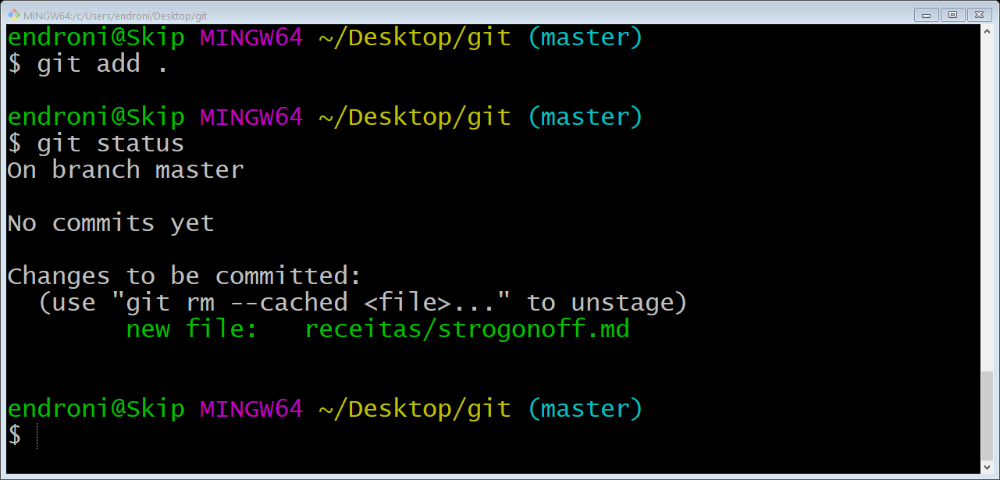 MINGW64:/c/Users/endroni/Desktop/git
endroni@Skip MINGW64 ~/Desktop/git (master)
$ git add .
endroni@Skip MINGW64 ~/Desktop/git (master)
$ git status
On branch master
No commits yet
Changes to be committed:
(use "git rm --cached <file>..." to unstage)
new file: receitas/strogonoff.md
endroni@Skip MINGW64 ~/Desktop/git (master)
$